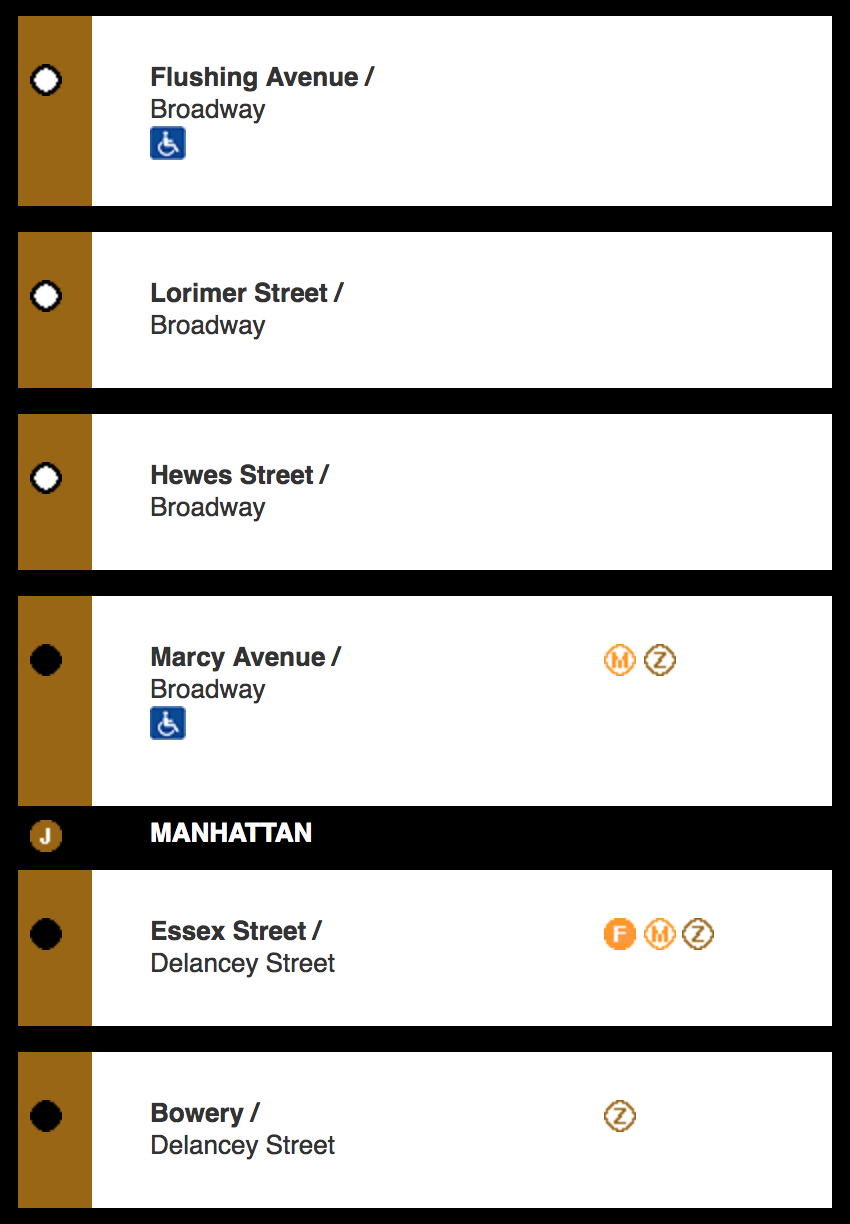 Flushing Avenue /
Broadway
Lorimer Street /
Broadway
Hewes Street /
Broadway
Marcy Avenue / M Z
Broadway
J MANHATTAN
Essex Street / F M Z
Delancey Street
Bowery / Z
Delancey Street